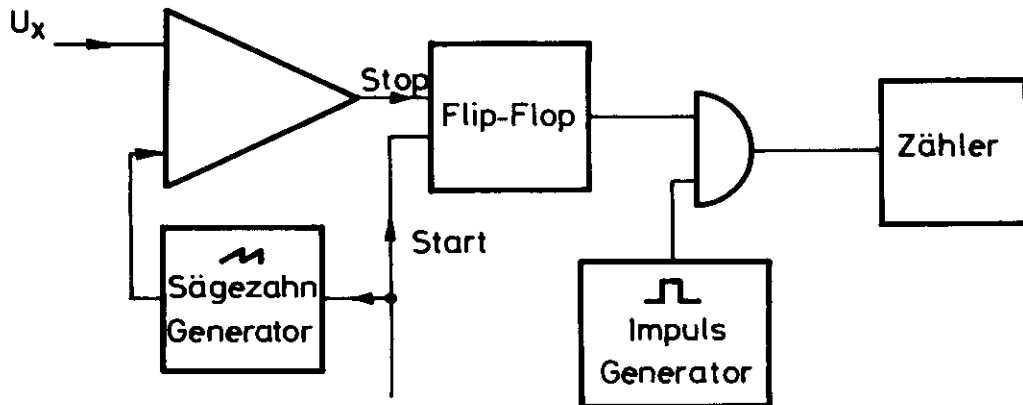 Ux
Stop
Flip-Flop
Zähler
Start
Sägezahn
Generator
Impuls
Generator